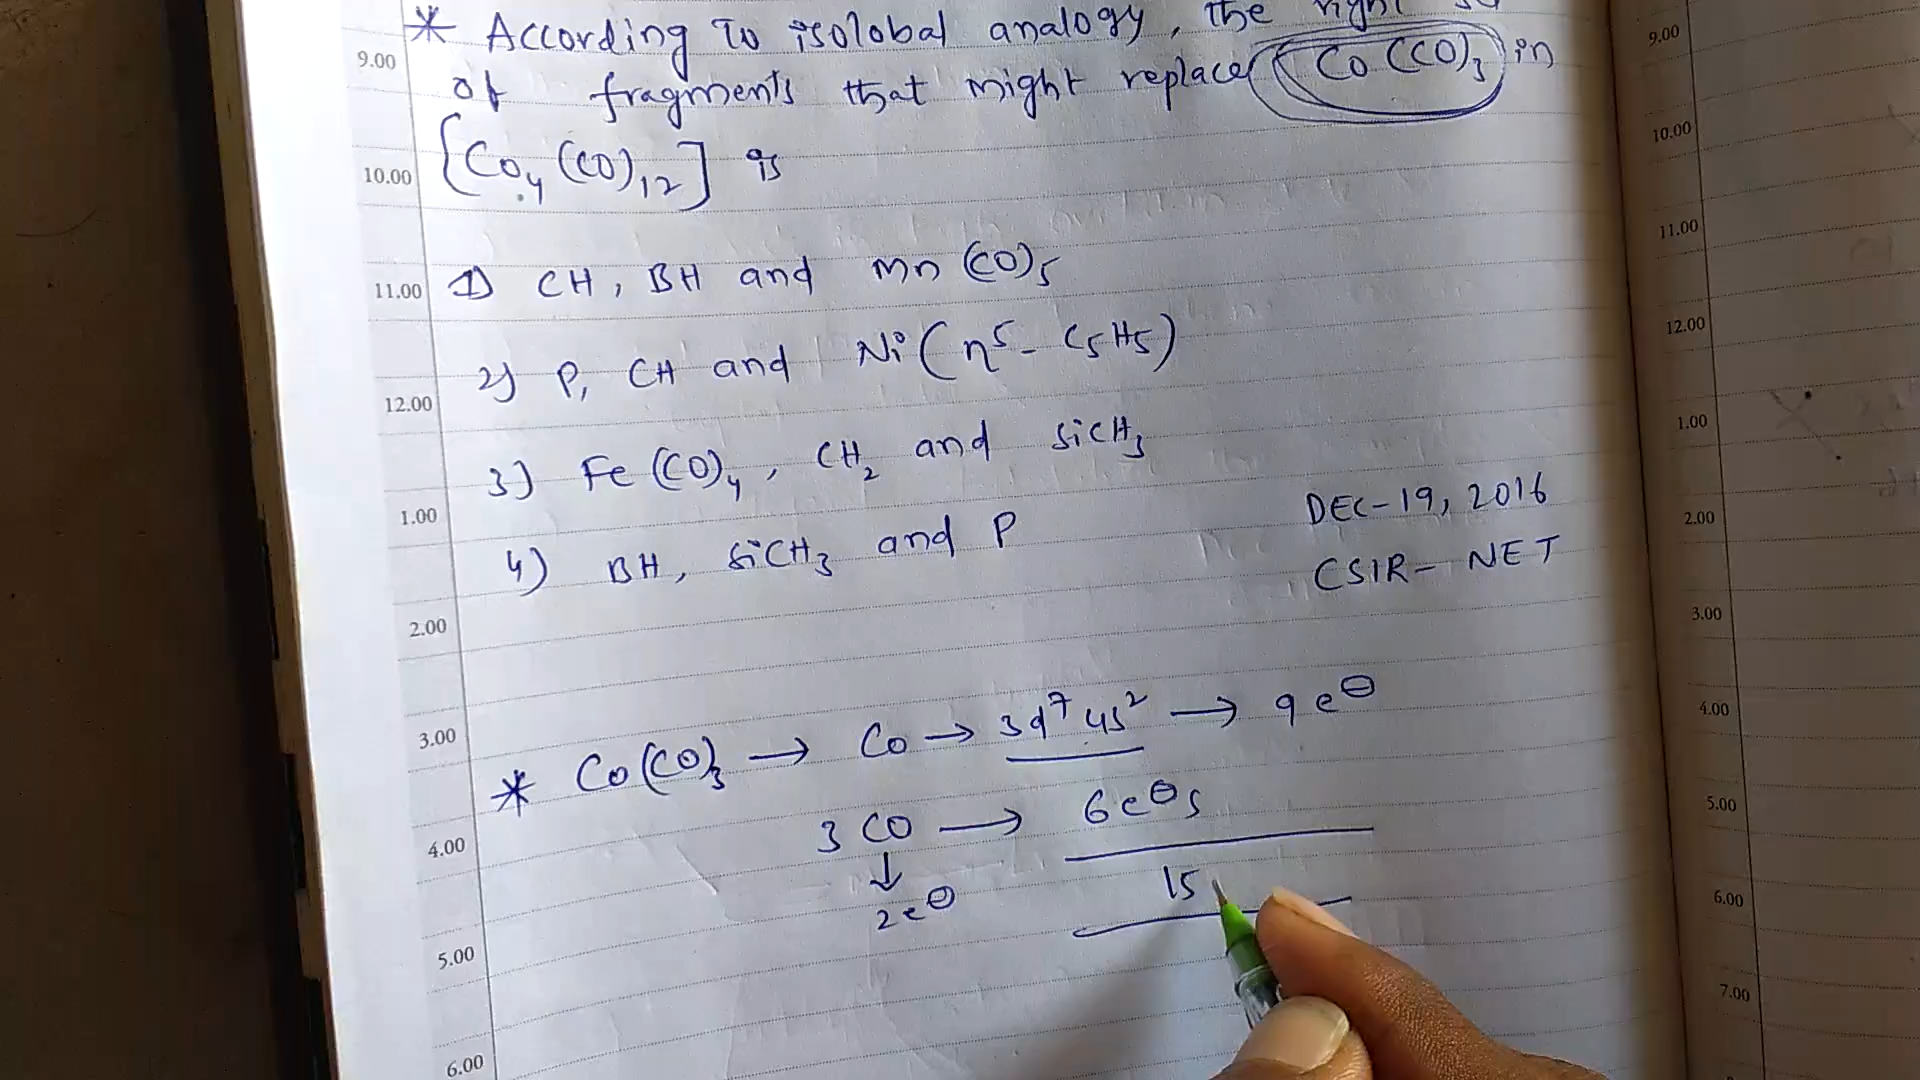 * According to isolobal analogy, the right
of fragments that might replace Co(CO)₃ in
[Co₄(CO)₁₂] is
1) CH, BH and Mn(CO)₅
2) P, CH and Ni(η⁵-C₅H₅)
3) Fe(CO)₄, CH₂ and SiCH₃
4) BH, SiCH₃ and P
DEC-19, 2016
CSIR-NET
* Co(CO)₃ → Co → 3d⁷ 4s² → 9e⊖
3CO → 6e⊖s
↓
2e⊖
15
9.00
10.00
11.00
12.00
1.00
2.00
3.00
4.00
5.00
6.00
9.00
10.00
11.00
12.00
1.00
2.00
3.00
4.00
5.00
6.00
7.00